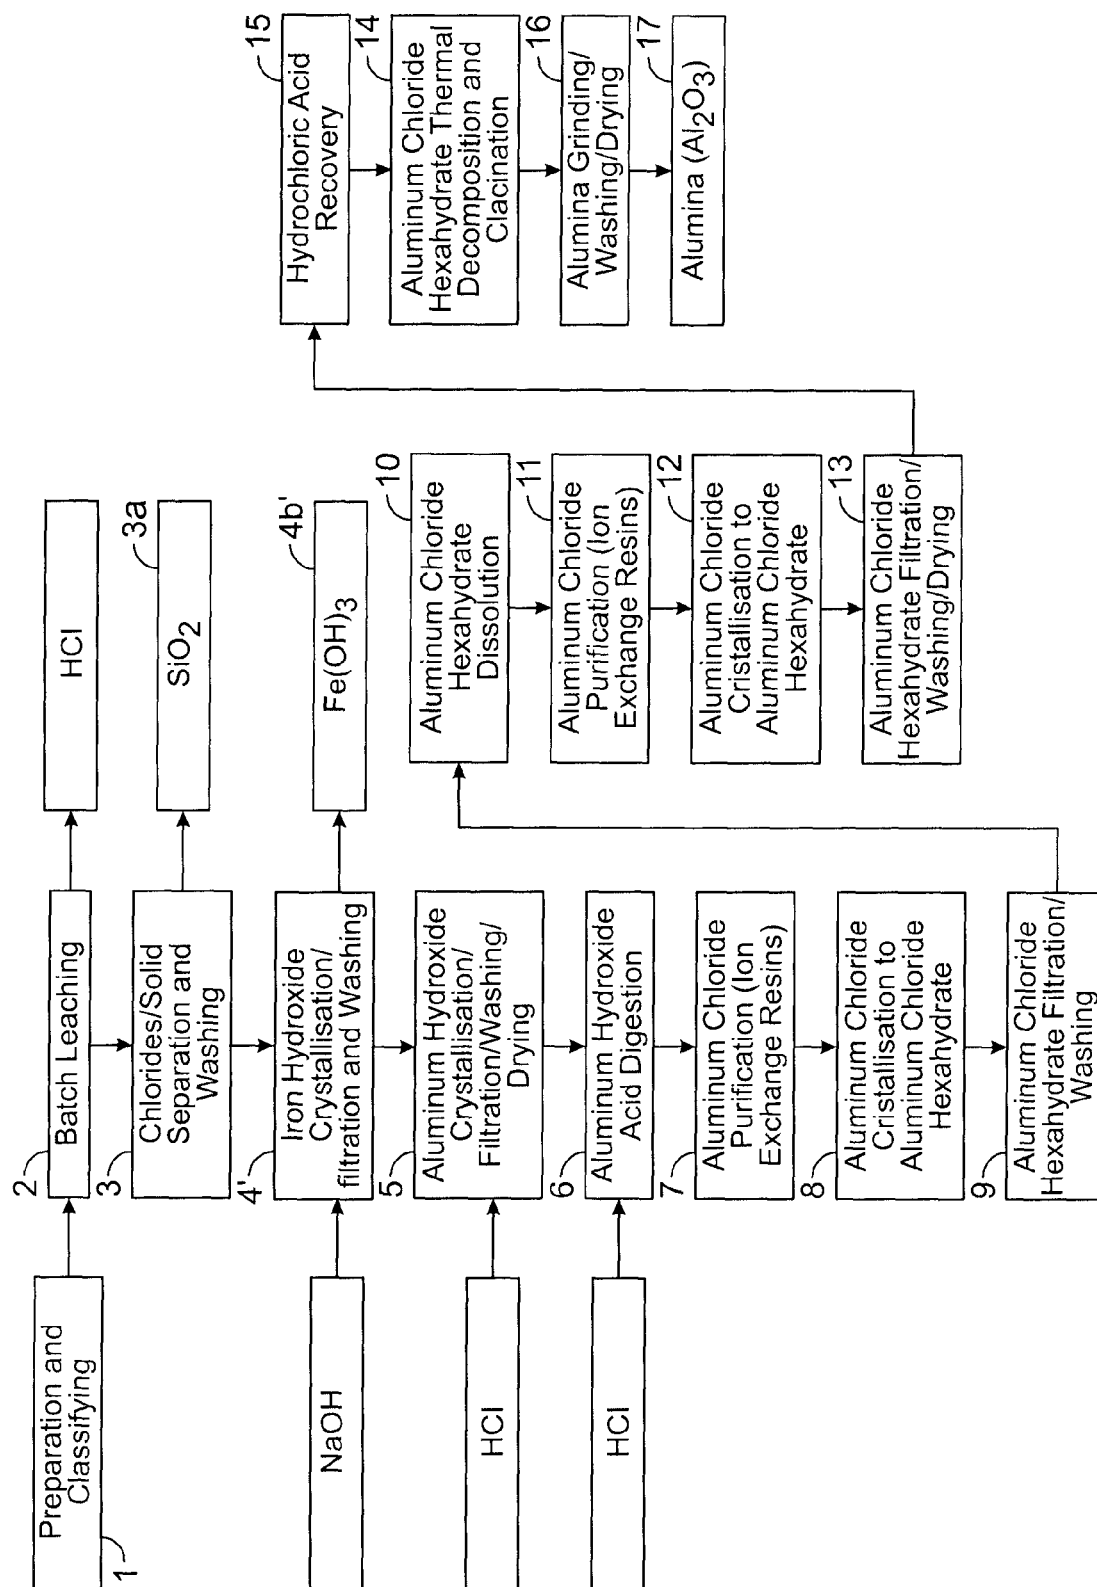 1
Preparation and
Classifying
2
Batch Leaching
HCl
3
Chlorides/Solid
Separation and
Washing
3a
SiO2
NaOH
4'
Iron Hydroxide
Crystallisation/
filtration and Washing
4b'
Fe(OH)3
HCl
5
Aluminum Hydroxide
Crystallisation/
Filtration/Washing/
Drying
HCl
6
Aluminum Hydroxide
Acid Digestion
7
Aluminum Chloride
Purification (Ion
Exchange Resins)
8
Aluminum Chloride
Cristallisation to
Aluminum Chloride
Hexahydrate
9
Aluminum Chloride
Hexahydrate Filtration/
Washing
10
Aluminum Chloride
Hexahydrate
Dissolution
11
Aluminum Chloride
Purification (Ion
Exchange Resins)
12
Aluminum Chloride
Cristallisation to
Aluminum Chloride
Hexahydrate
13
Aluminum Chloride
Hexahydrate Filtration/
Washing/Drying
15
Hydrochloric Acid
Recovery
14
Aluminum Chloride
Hexahydrate Thermal
Decomposition and
Clacination
16
Alumina Grinding/
Washing/Drying
17
Alumina (Al2O3)